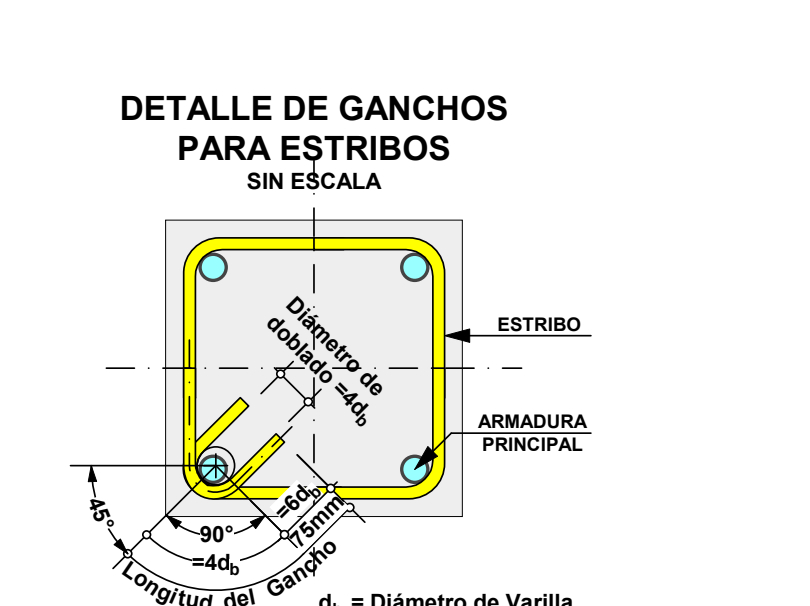 DETALLE DE GANCHOS
PARA ESTRIBOS
SIN ESCALA
Diámetro de
doblado =4db
ESTRIBO
ARMADURA
PRINCIPAL
45°
90°
=4db
=6db
75mm
Longitud del Gancho
db = Diámetro de Varilla